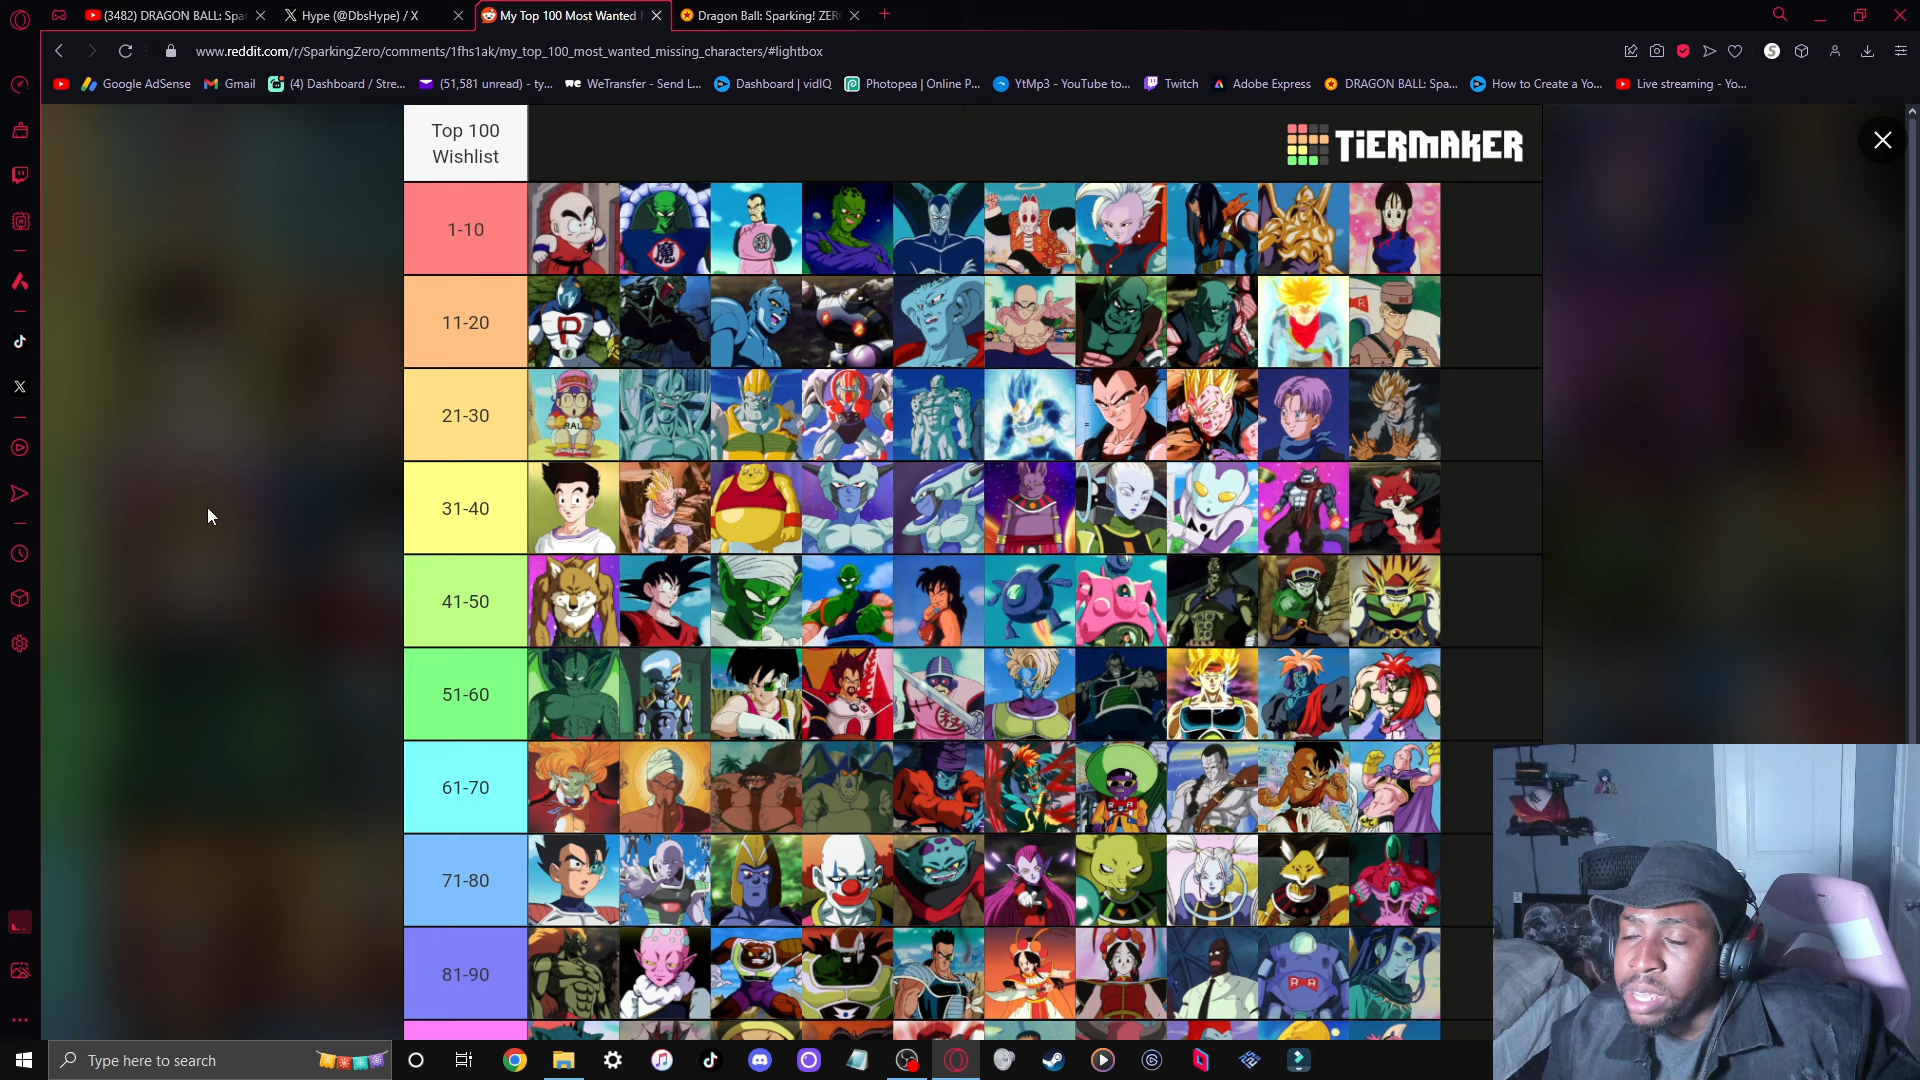 (3482) DRAGON BALL: Spa
Hype (@DbsHype) / X
My Top 100 Most Wanted
Dragon Ball: Sparking! ZER
www.reddit.com/r/SparkingZero/comments/1fhs1ak/my_top_100_most_wanted_missing_characters/#lightbox
Google AdSense
Gmail
(4) Dashboard / Stre...
(51,581 unread) - ty...
WeTransfer - Send L...
Dashboard | vidIQ
Photopea | Online P...
YtMp3 - YouTube to...
Twitch
Adobe Express
DRAGON BALL: Spa...
How to Create a Yo...
Live streaming - Yo...
Top 100
Wishlist
TIERMAKER
1-10
11-20
21-30
31-40
41-50
51-60
61-70
71-80
81-90
Type here to search